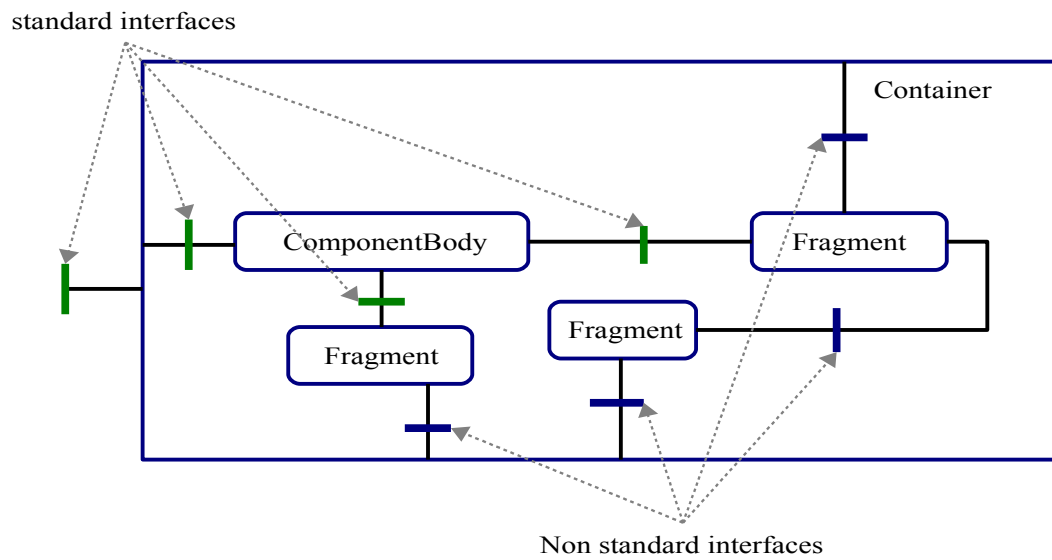 standard interfaces
Container
ComponentBody
Fragment
Fragment
Fragment
Non standard interfaces